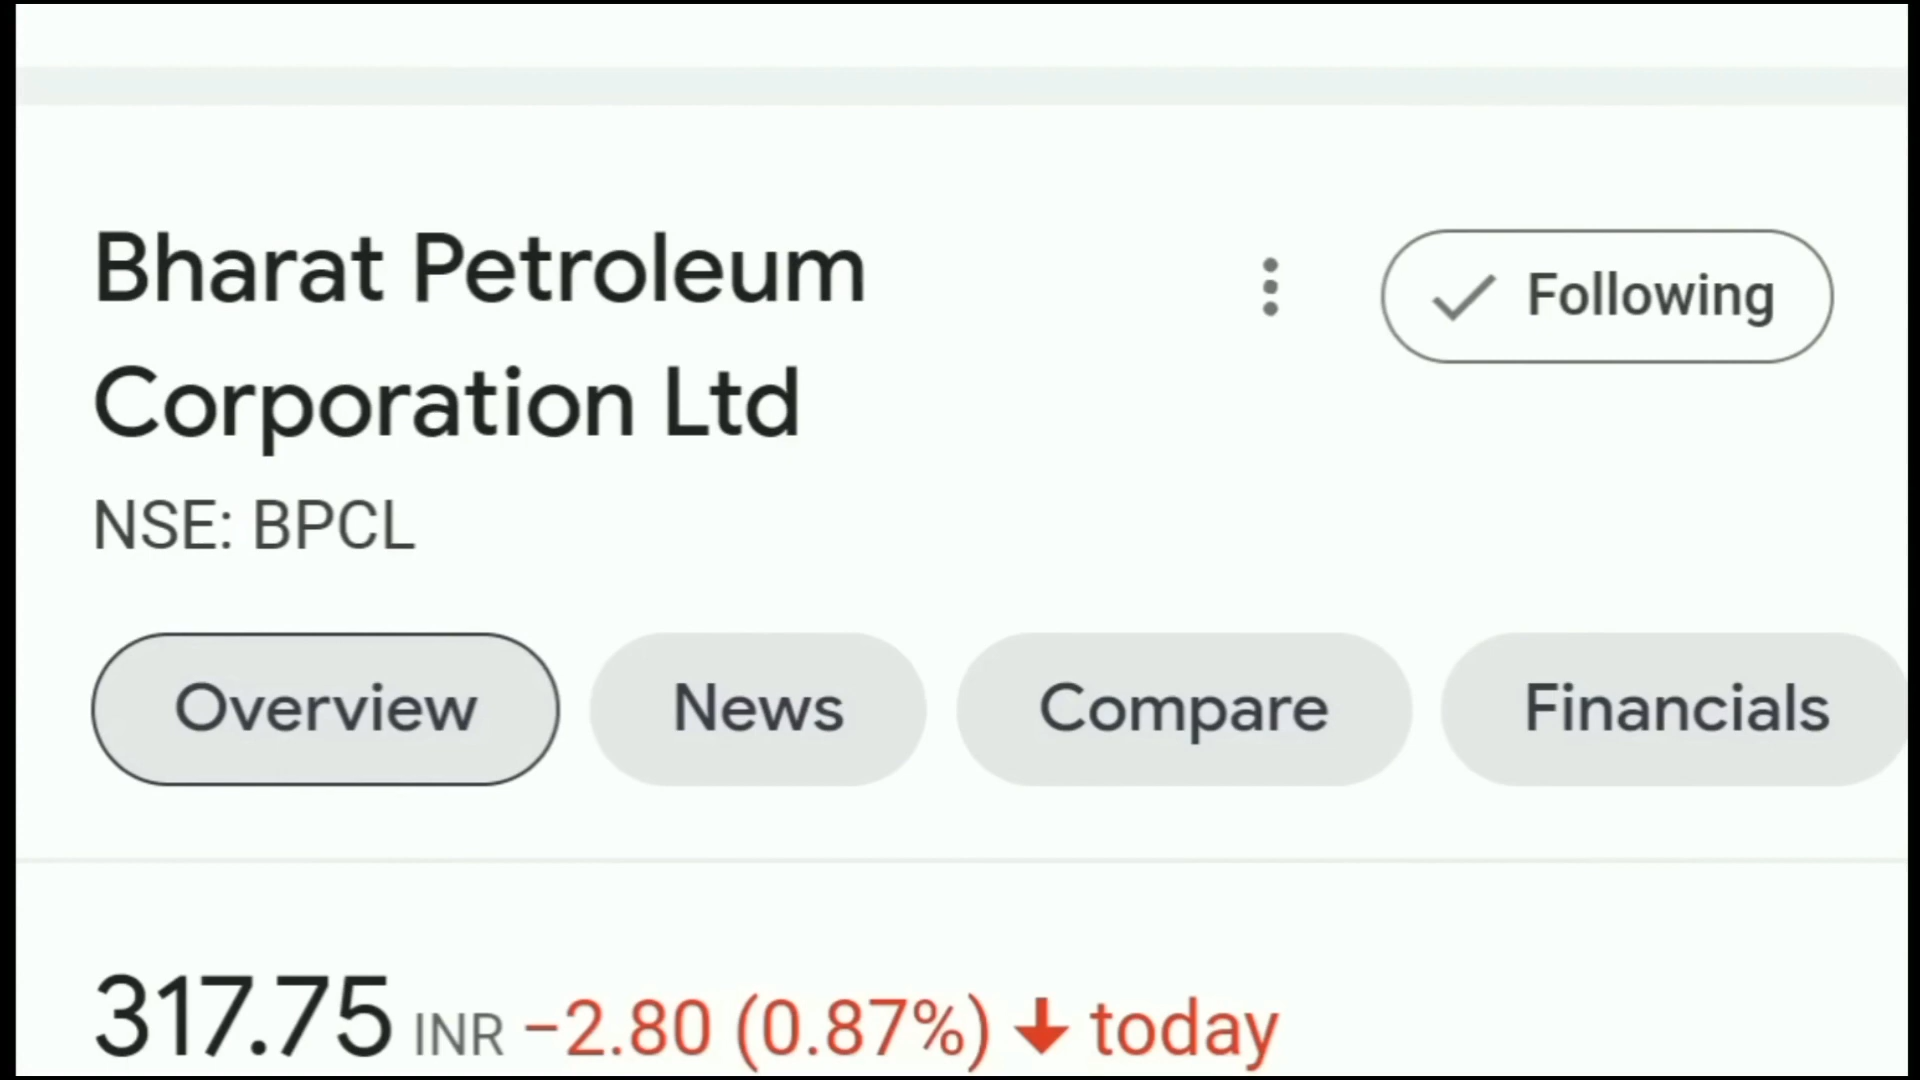 Bharat Petroleum
Corporation Ltd
Following
NSE: BPCL
Overview News Compare Financials
317.75 INR −2.80 (0.87%) ↓ today